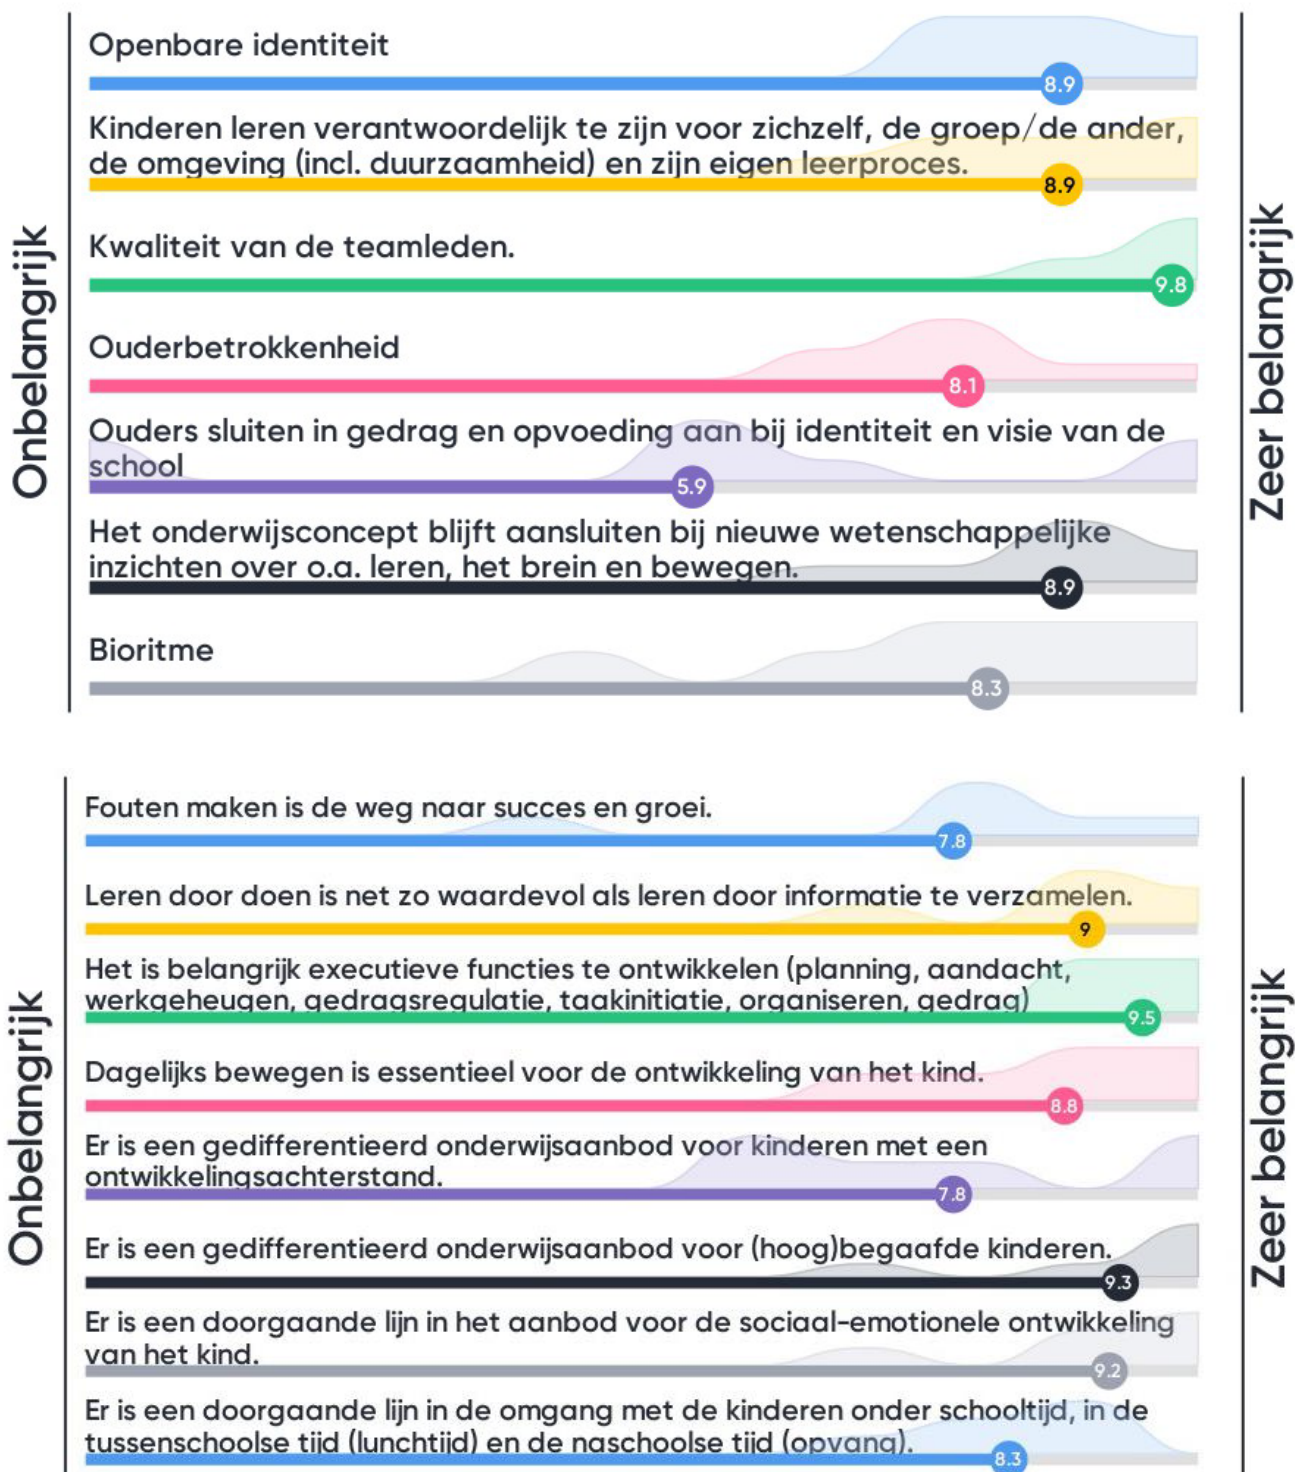 Onbelangrijk
Openbare identiteit
8.9
Kinderen leren verantwoordelijk te zijn voor zichzelf, de groep/de ander,
de omgeving (incl. duurzaamheid) en zijn eigen leerproces.
8.9
Kwaliteit van de teamleden.
9.8
Ouderbetrokkenheid
8.1
Ouders sluiten in gedrag en opvoeding aan bij identiteit en visie van de
school
5.9
Het onderwijsconcept blijft aansluiten bij nieuwe wetenschappelijke
inzichten over o.a. leren, het brein en bewegen.
8.9
Bioritme
8.3
Zeer belangrijk
Onbelangrijk
Fouten maken is de weg naar succes en groei.
7.8
Leren door doen is net zo waardevol als leren door informatie te verzamelen.
9
Het is belangrijk executieve functies te ontwikkelen (planning, aandacht,
werkgeheugen, gedragsregulatie, taakinitiatie, organiseren, gedrag)
9.5
Dagelijks bewegen is essentieel voor de ontwikkeling van het kind.
8.8
Er is een gedifferentieerd onderwijsaanbod voor kinderen met een
ontwikkelingsachterstand.
7.8
Er is een gedifferentieerd onderwijsaanbod voor (hoog)begaafde kinderen.
9.3
Er is een doorgaande lijn in het aanbod voor de sociaal-emotionele ontwikkeling
van het kind.
9.2
Er is een doorgaande lijn in de omgang met de kinderen onder schooltijd, in de
tussenschoolse tijd (lunchtijd) en de naschoolse tijd (opvang).
8.3
Zeer belangrijk